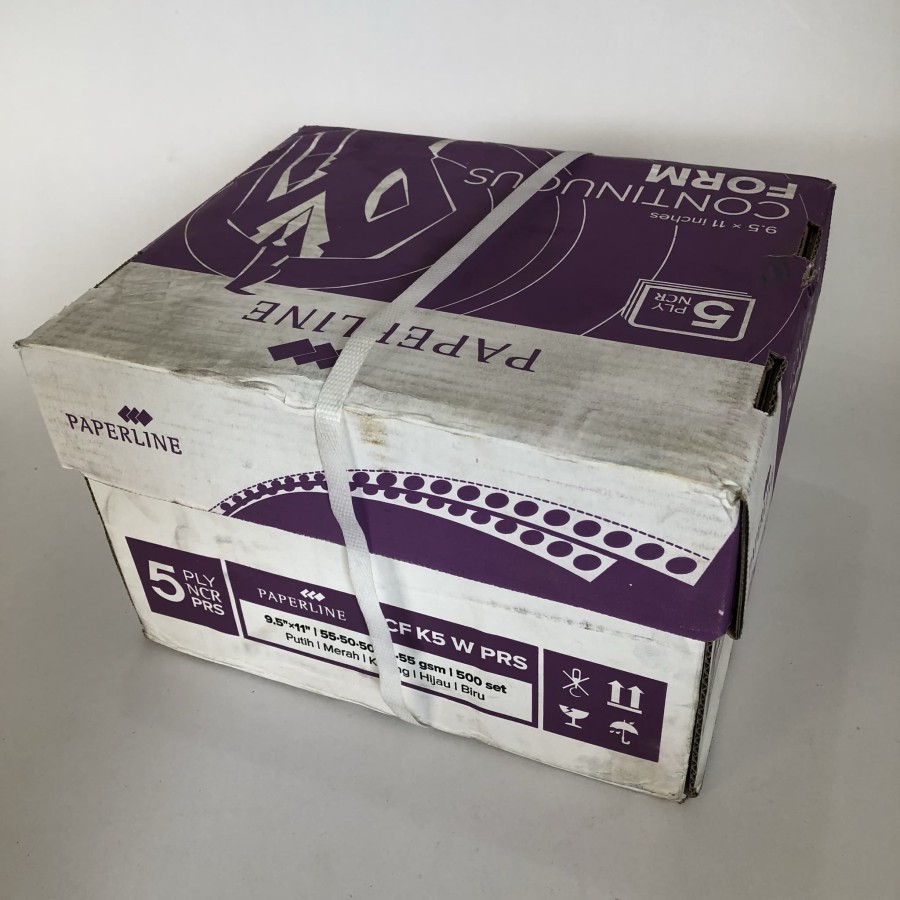 CONTINUOUS
FORM
9.5 x 11 inches
5 PLY
NCR
PAPERLINE
PAPERLINE
5 PLY
NCR
PRS
PAPERLINE
CF K5 W PRS
9.5"x11" | 55-50-50 -55 gsm | 500 set
Putih | Merah | | Hijau | Biru